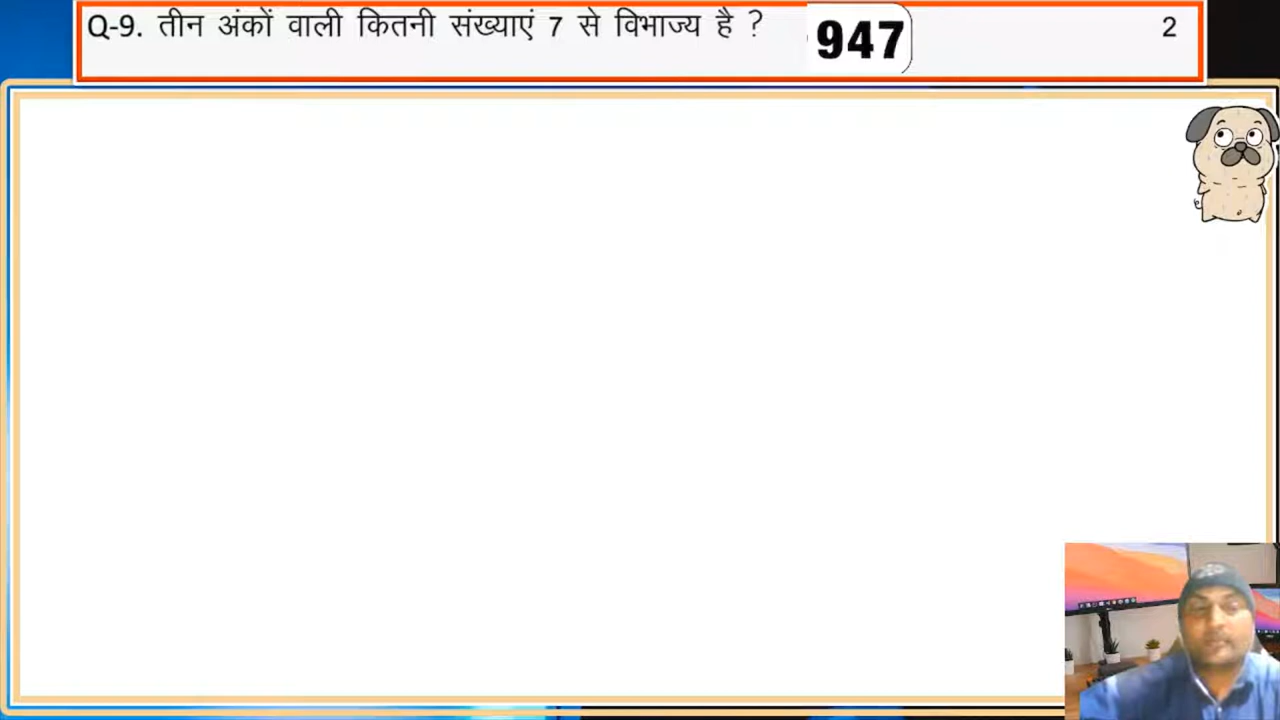 Q-9. तीन अंकों वाली कितनी संख्याएं 7 से विभाज्य है ? 947 2